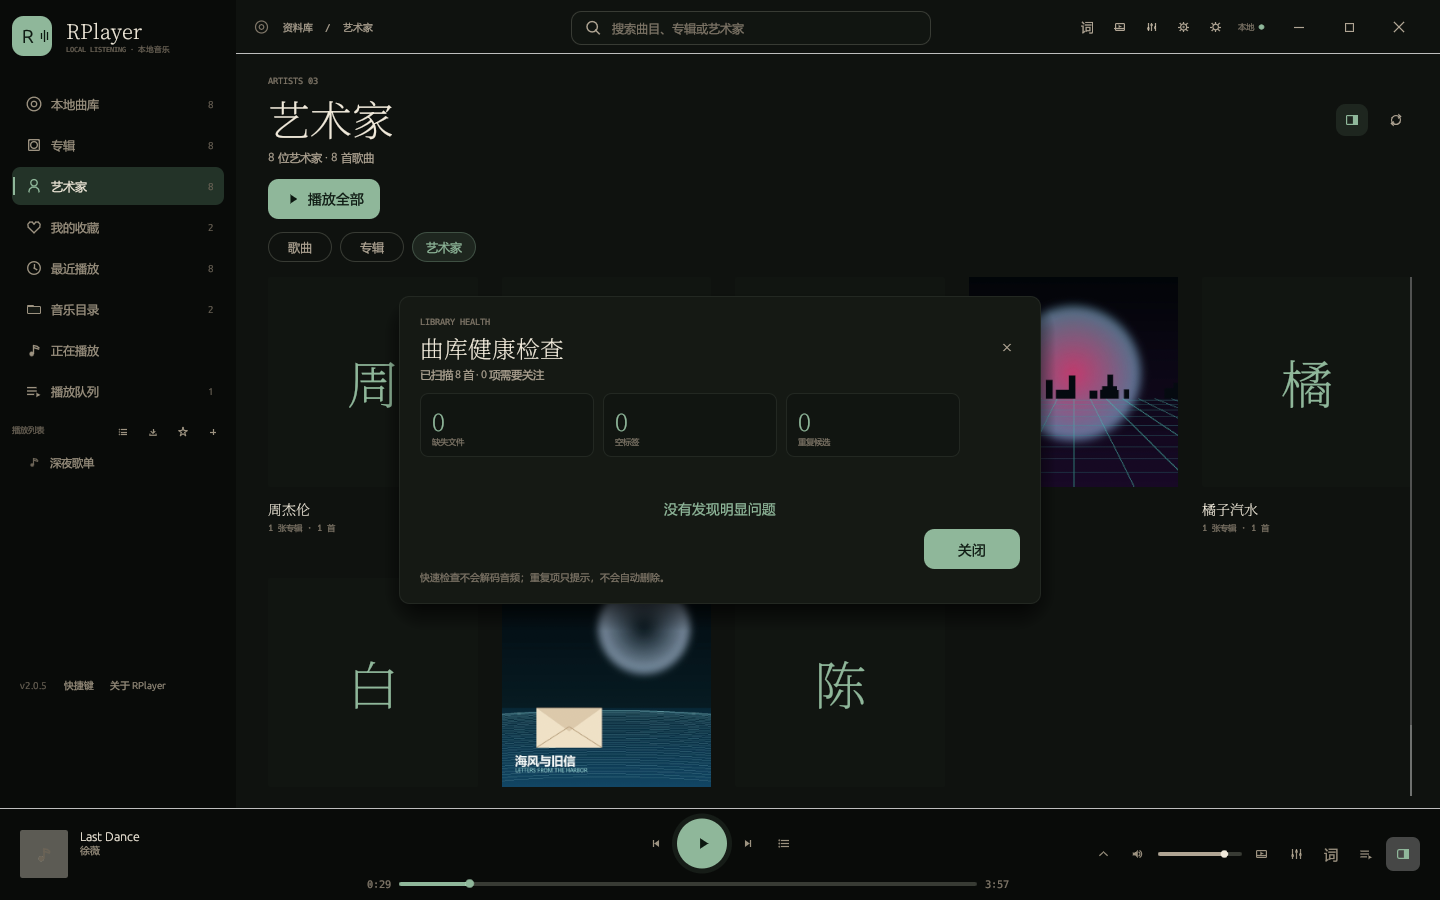 RPlayer
LOCAL LISTENING · 本地音乐
本地曲库 8
专辑 8
艺术家 8
我的收藏 2
最近播放 8
音乐目录 2
正在播放
播放队列 1
播放列表
深夜歌单
v2.0.5 快捷键 关于 RPlayer
资料库 / 艺术家
搜索曲目、专辑或艺术家
词
本地
ARTISTS 03
艺术家
8 位艺术家 · 8 首歌曲
播放全部
歌曲 专辑 艺术家
周
橘
周杰伦
1 张专辑 · 1 首
橘子汽水
1 张专辑 · 1 首
LIBRARY HEALTH
曲库健康检查
已扫描 8 首 · 0 项需要关注
0 0 0
缺失文件 空标签 重复候选
没有发现明显问题
关闭
快速检查不会解码音频；重复项只提示，不会自动删除。
白
海风与旧信
LETTERS FROM THE HARBOR
陈
Last Dance
徐薇
0:29 3:57
词